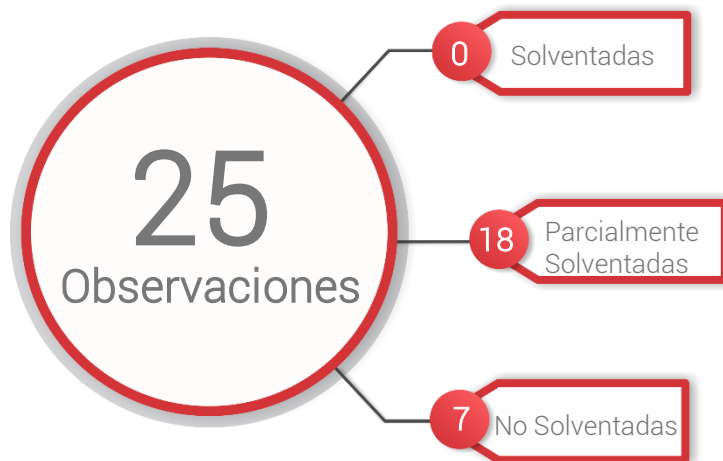 25
Observaciones
0
Solventadas
18
Parcialmente
Solventadas
7
No Solventadas